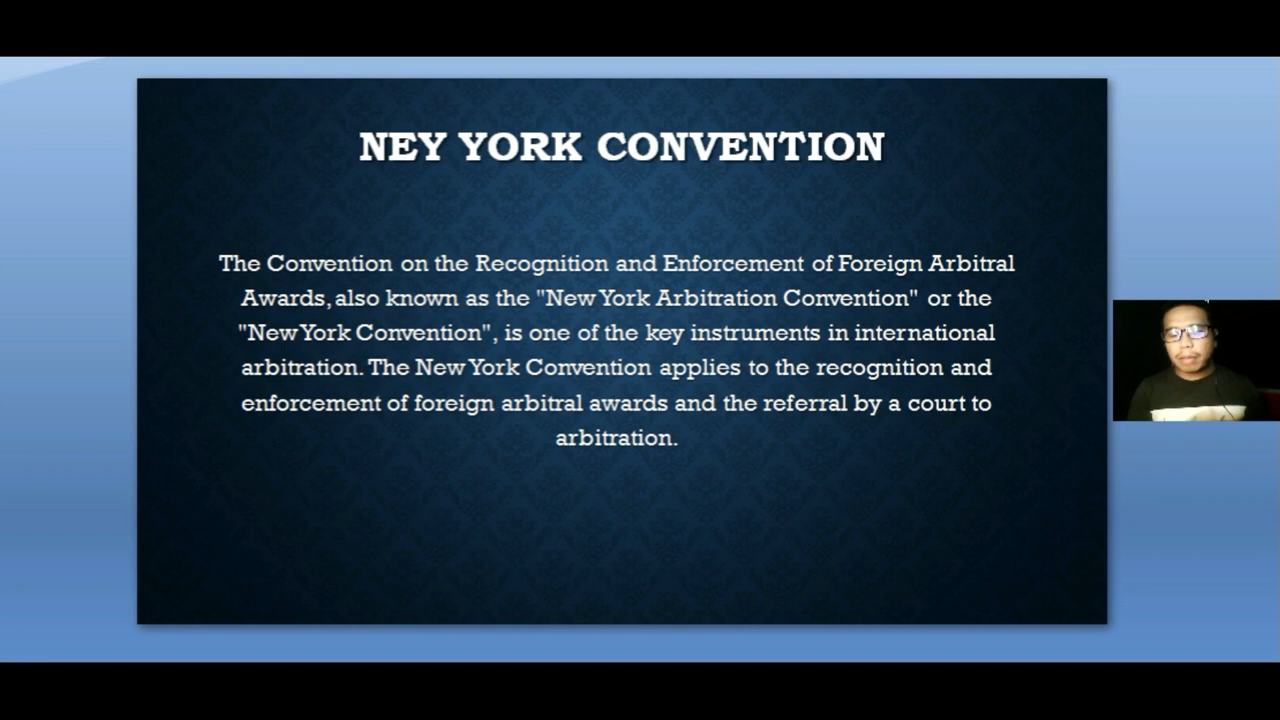 NEY YORK CONVENTION
The Convention on the Recognition and Enforcement of Foreign Arbitral
Awards, also known as the "New York Arbitration Convention" or the
"New York Convention", is one of the key instruments in international
arbitration. The New York Convention applies to the recognition and
enforcement of foreign arbitral awards and the referral by a court to
arbitration.